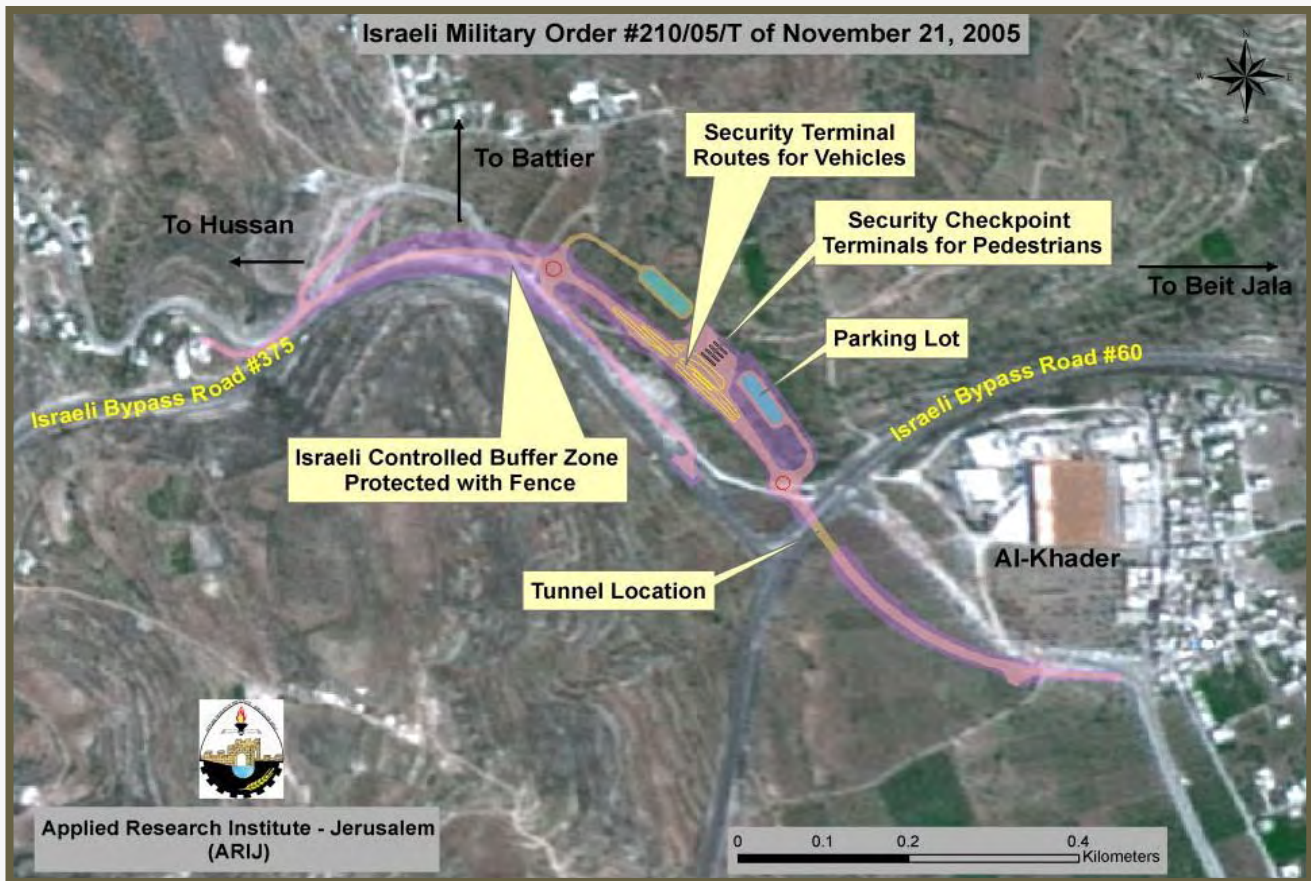 Israeli Military Order #210/05/T of November 21, 2005
N
W
E
S
Security Terminal
Routes for Vehicles
To Battier
To Hussan
Security Checkpoint
Terminals for Pedestrians
To Beit Jala
Parking Lot
Israeli Bypass Road #60
Israeli Bypass Road #375
Israeli Controlled Buffer Zone
Protected with Fence
Al-Khader
Tunnel Location
Applied Research Institute - Jerusalem
(ARIJ)
0 0.1 0.2 0.4
Kilometers